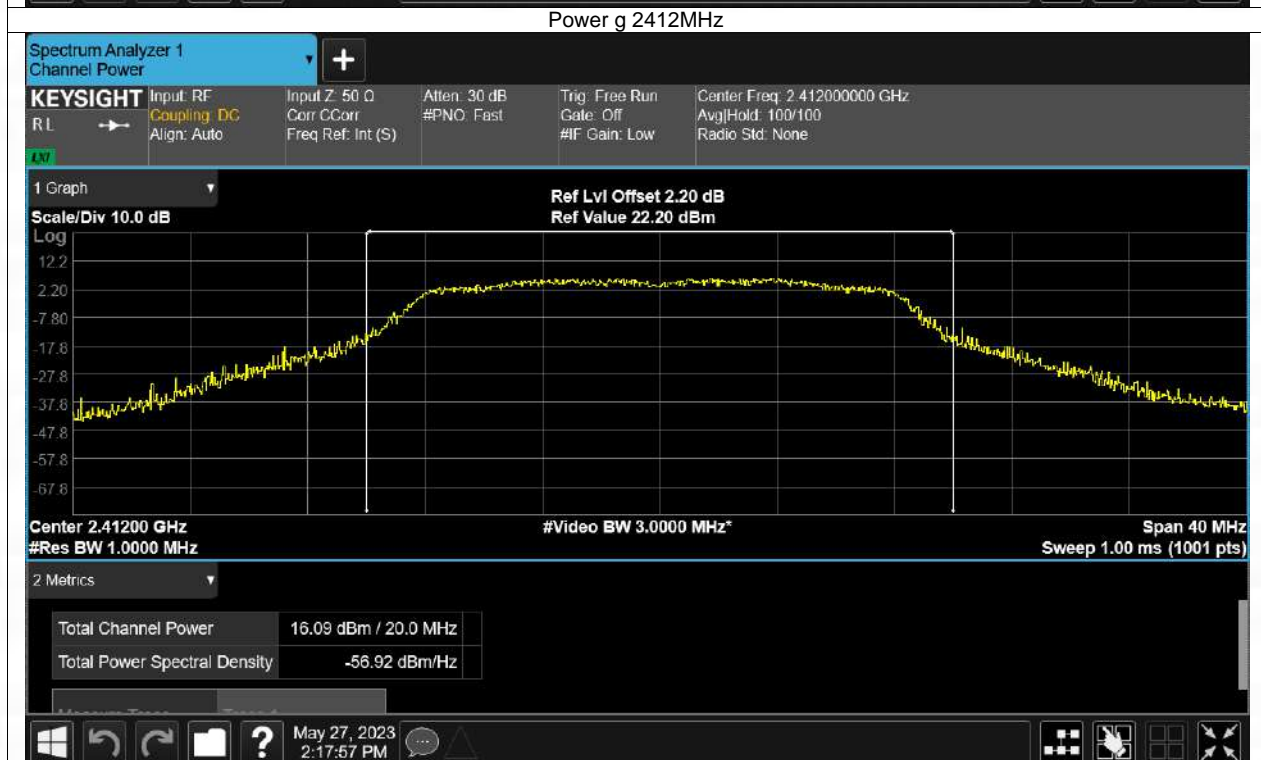 Power g 2412MHz
Spectrum Analyzer 1
Channel Power
+
KEYSIGHT
RL
LXI
Input: RF
Coupling: DC
Align: Auto
Input Z: 50 Ω
Corr CCorr
Freq Ref: Int (S)
Atten: 30 dB
#PNO: Fast
Trig: Free Run
Gate: Off
#IF Gain: Low
Center Freq: 2.412000000 GHz
Avg|Hold: 100/100
Radio Std: None
1 Graph
Ref Lvl Offset 2.20 dB
Scale/Div 10.0 dB
Ref Value 22.20 dBm
Log
12.2
2.20
-7.80
-17.8
-27.8
-37.8
-47.8
-57.8
-67.8
Center 2.41200 GHz
#Video BW 3.0000 MHz*
Span 40 MHz
#Res BW 1.0000 MHz
Sweep 1.00 ms (1001 pts)
2 Metrics
Total Channel Power 16.09 dBm / 20.0 MHz
Total Power Spectral Density -56.92 dBm/Hz
?
May 27, 2023
2:17:57 PM